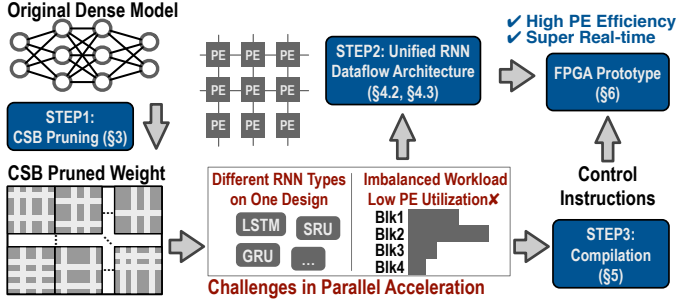 Original Dense Model
STEP1:
CSB Pruning (§3)
CSB Pruned Weight
PE PE PE
PE PE PE
PE PE PE
STEP2: Unified RNN
Dataflow Architecture
(§4.2, §4.3)
✔ High PE Efficiency
✔ Super Real-time
FPGA Prototype
(§6)
Different RNN Types
on One Design
LSTM
SRU
GRU
...
Imbalanced Workload
Low PE Utilization✘
Blk1
Blk2
Blk3
Blk4
Challenges in Parallel Acceleration
Control
Instructions
STEP3:
Compilation
(§5)